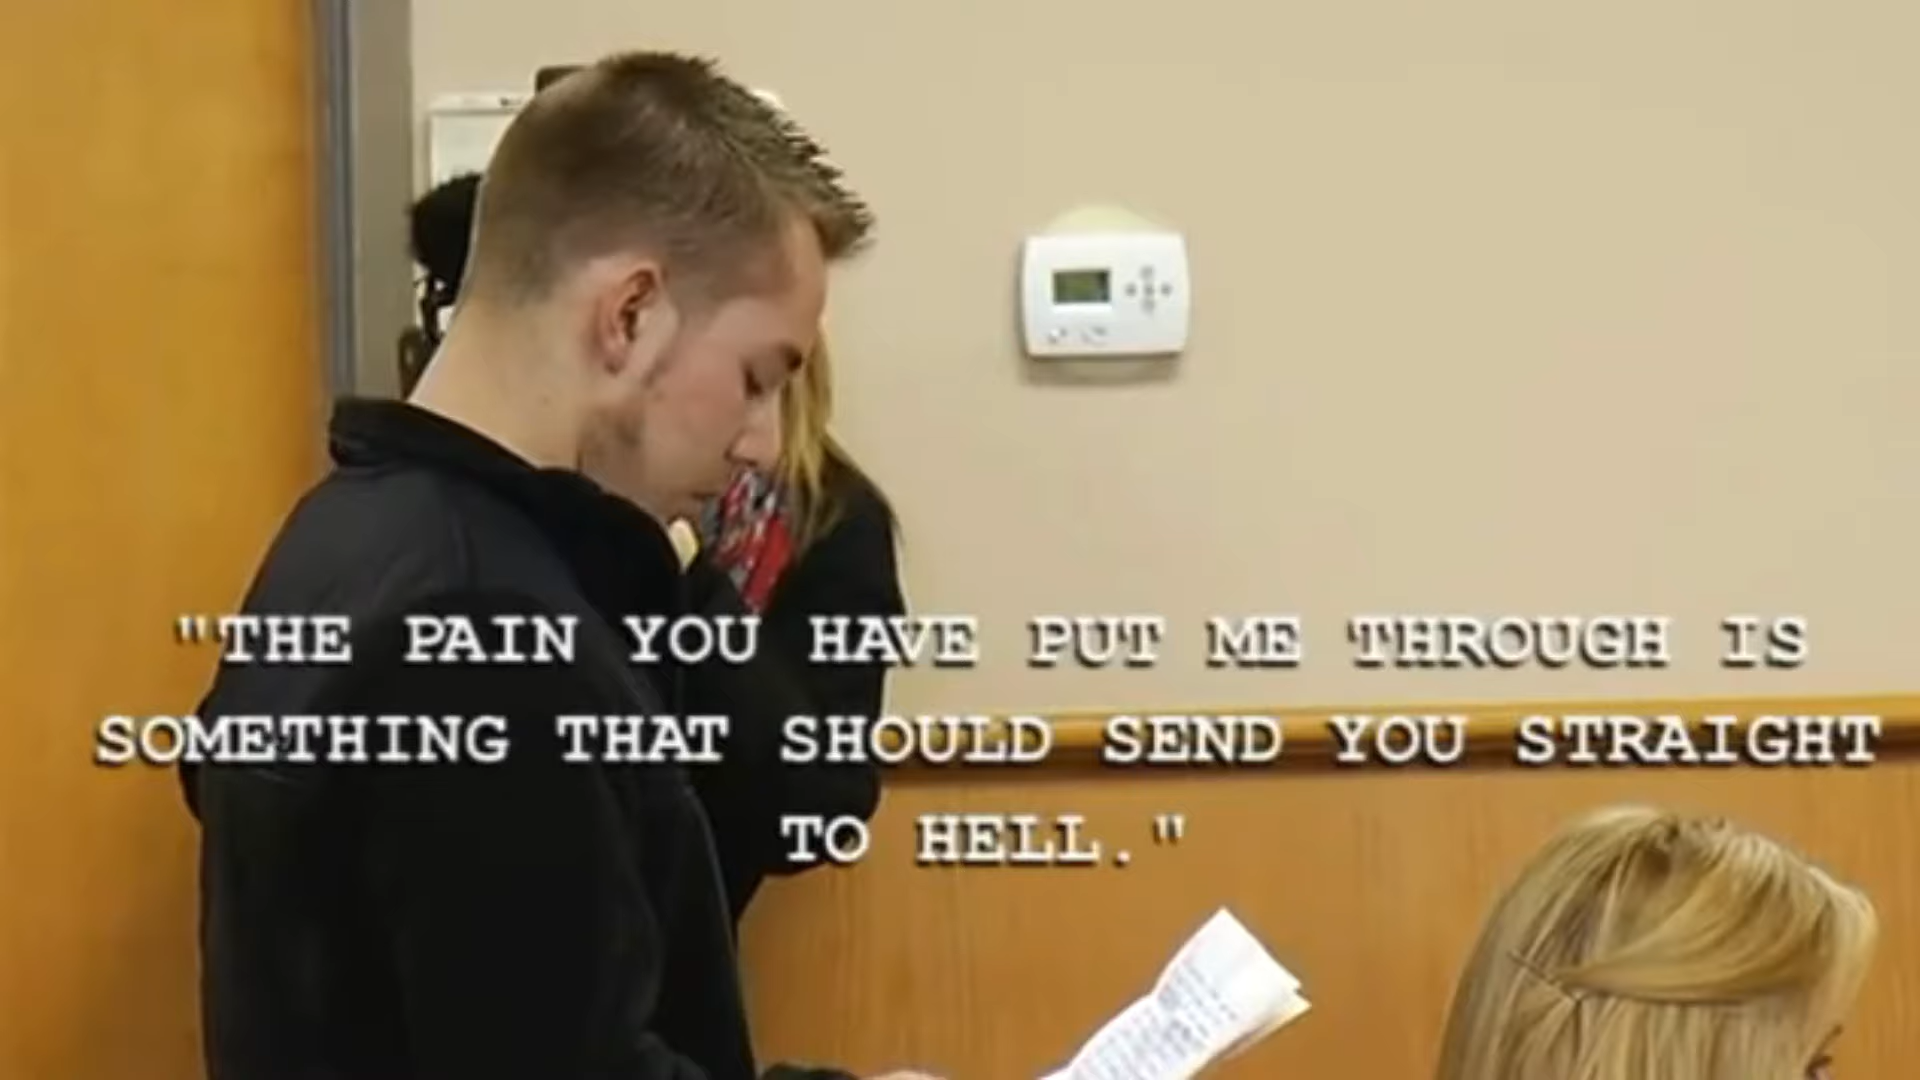 "THE PAIN YOU HAVE PUT ME THROUGH IS
SOMETHING THAT SHOULD SEND YOU STRAIGHT
TO HELL."